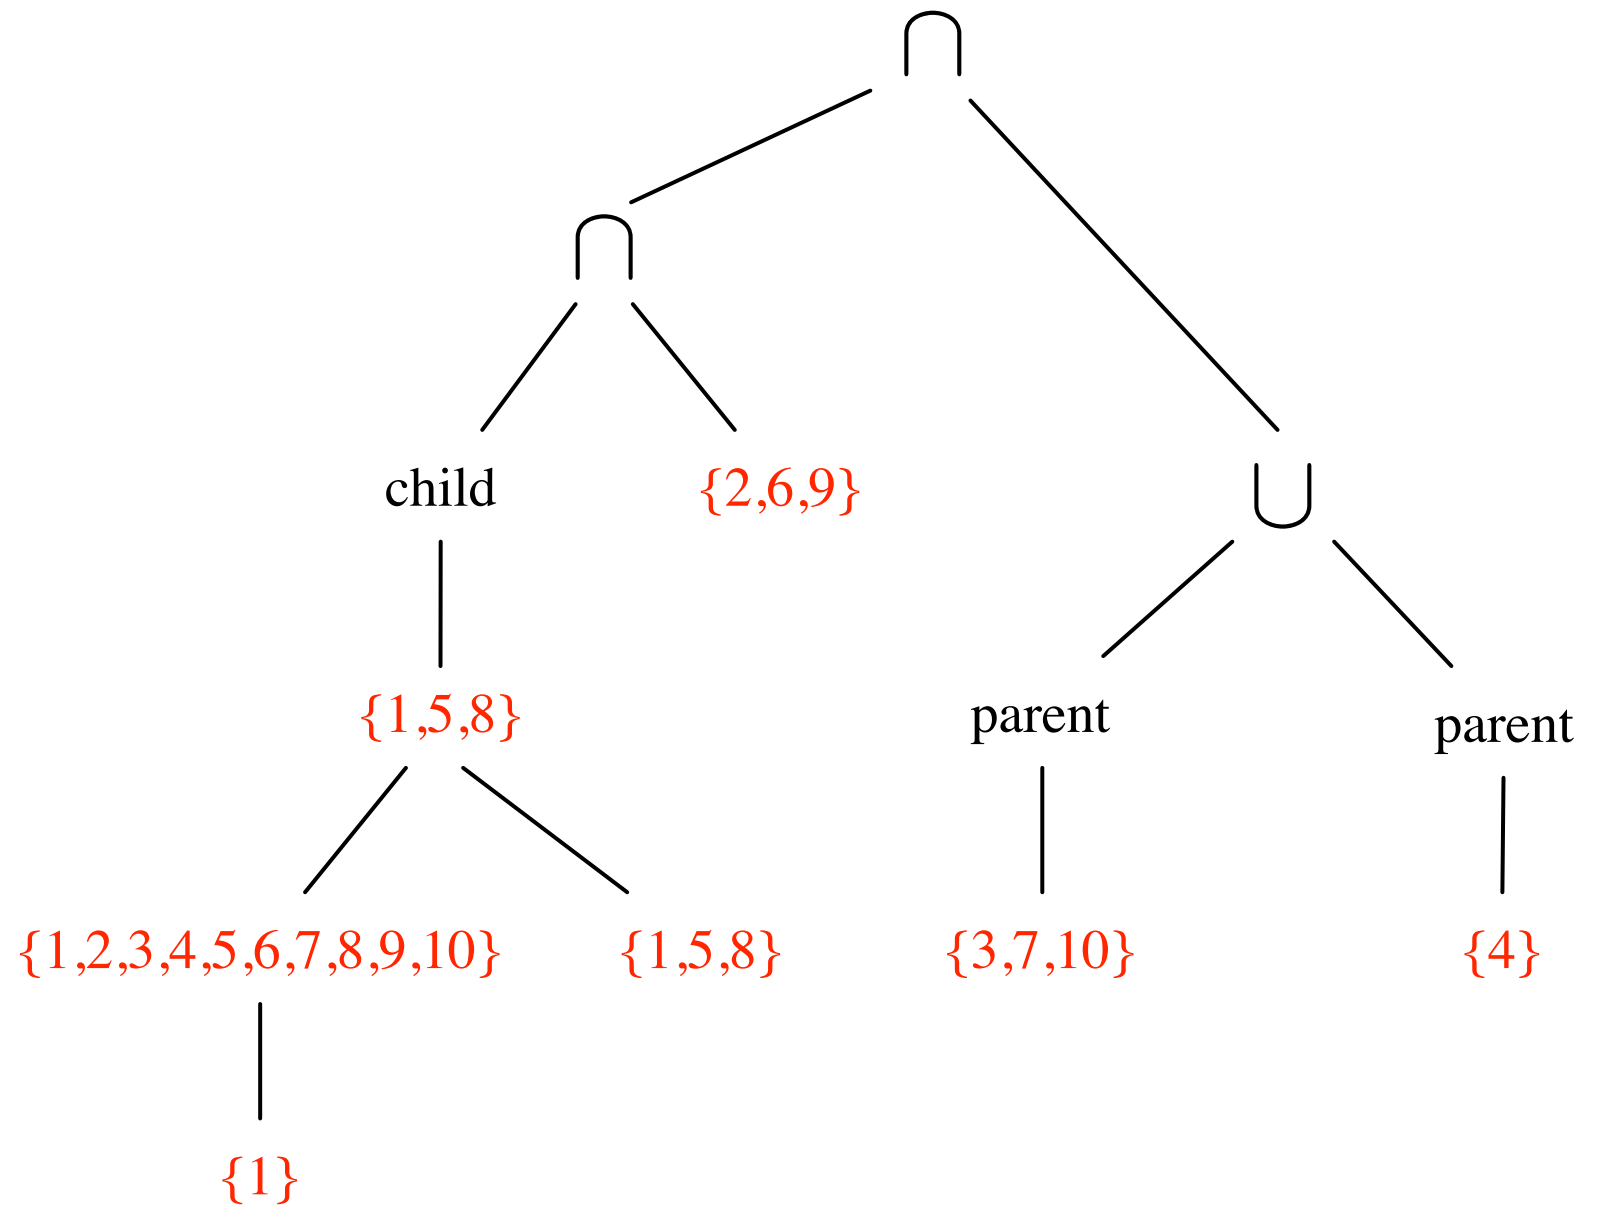 ∩
∩
child {2,6,9} ∪
{1,5,8} parent parent
{1,2,3,4,5,6,7,8,9,10} {1,5,8} {3,7,10} {4}
{1}